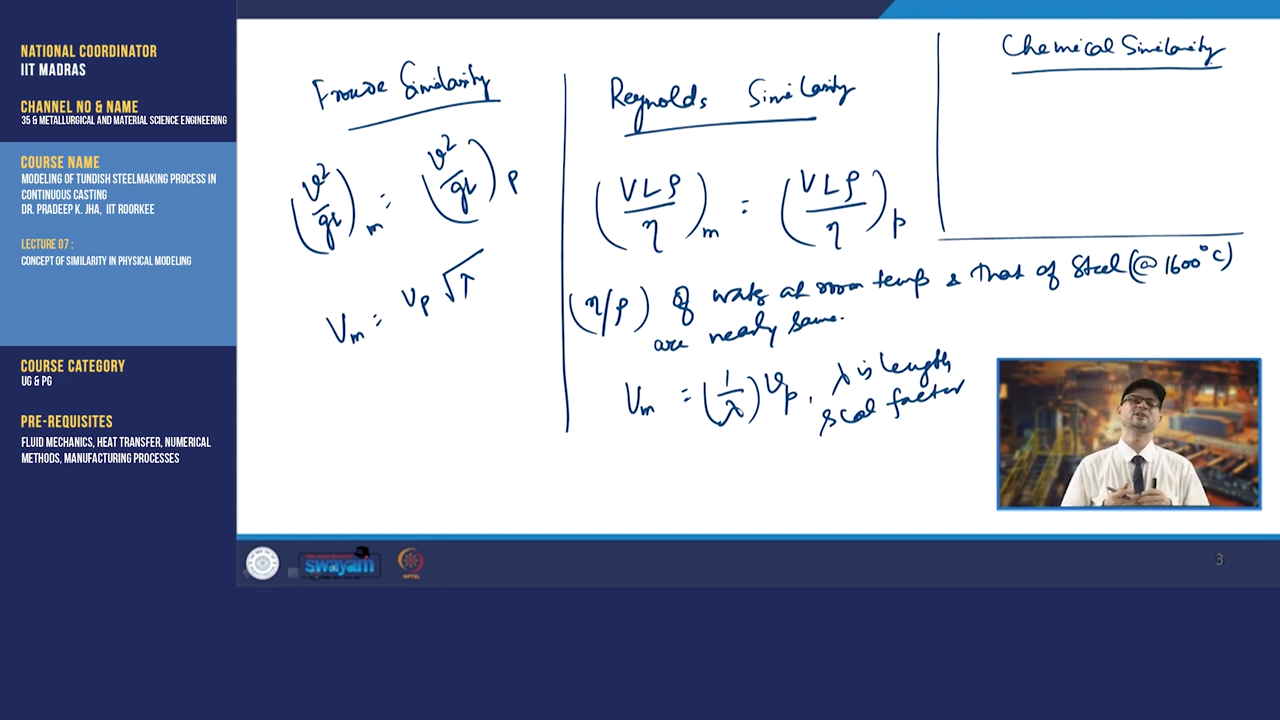 NATIONAL COORDINATOR
IIT MADRAS
CHANNEL NO & NAME
35 & METALLURGICAL AND MATERIAL SCIENCE ENGINEERING
COURSE NAME
MODELING OF TUNDISH STEELMAKING PROCESS IN
CONTINUOUS CASTING
DR. PRADEEP K. JHA, IIT ROORKEE
LECTURE 07 :
CONCEPT OF SIMILARITY IN PHYSICAL MODELING
COURSE CATEGORY
UG & PG
PRE-REQUISITES
FLUID MECHANICS, HEAT TRANSFER, NUMERICAL
METHODS, MANUFACTURING PROCESSES
Froude Similarity
(v²/gL)m = (v²/gL)p
Vm = Vp √
Reynolds Similarity
(VLρ/η)m = (VLρ/η)p
(η/ρ) of water at room temp & that of steel (@ 1600°C)
are nearly same.
Vm = (1/λ) vp, λ is length
scal factor
Chemical Similarity
swayam
3